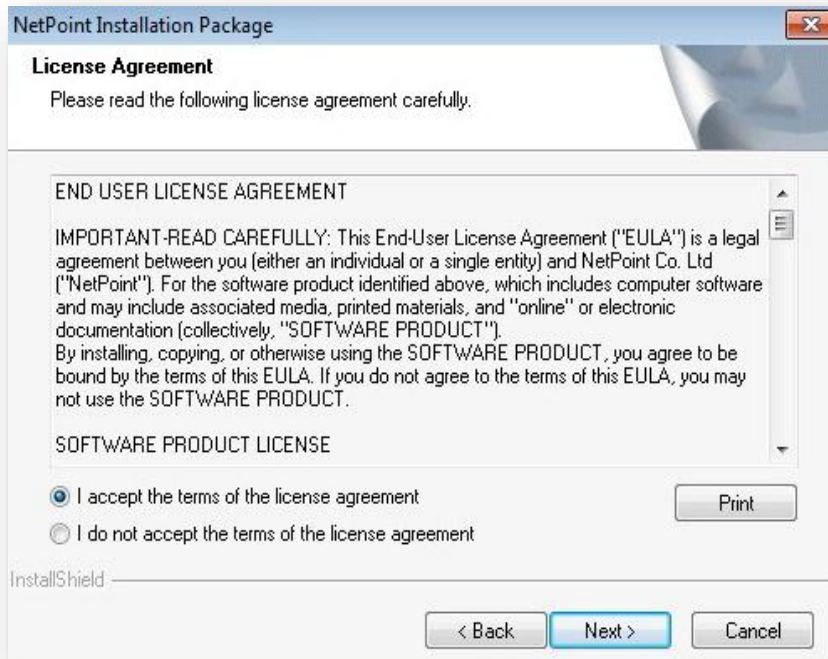 NetPoint Installation Package
License Agreement
Please read the following license agreement carefully.
END USER LICENSE AGREEMENT
IMPORTANT-READ CAREFULLY: This End-User License Agreement ("EULA") is a legal
agreement between you (either an individual or a single entity) and NetPoint Co. Ltd
("NetPoint"). For the software product identified above, which includes computer software
and may include associated media, printed materials, and "online" or electronic
documentation (collectively, "SOFTWARE PRODUCT").
By installing, copying, or otherwise using the SOFTWARE PRODUCT, you agree to be
bound by the terms of this EULA. If you do not agree to the terms of this EULA, you may
not use the SOFTWARE PRODUCT.
SOFTWARE PRODUCT LICENSE
I accept the terms of the license agreement
Print
I do not accept the terms of the license agreement
InstallShield
< Back
Next >
Cancel